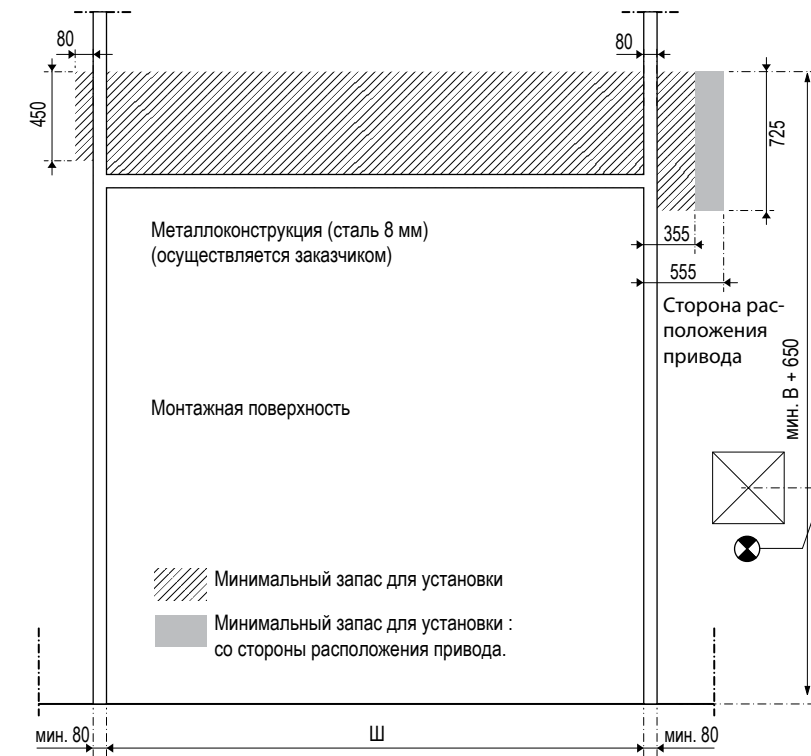 80
80
450
725
Металлоконструкция (сталь 8 мм)
(осуществляется заказчиком)
355
555
Сторона рас-
положения
привода
мин. В + 650
Монтажная поверхность
Минимальный запас для установки
Минимальный запас для установки :
со стороны расположения привода.
мин. 80
Ш
мин. 80